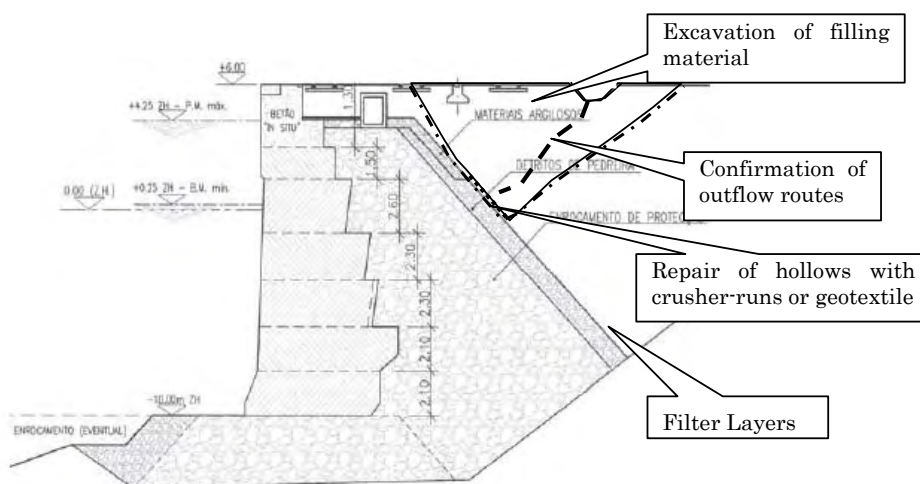 Excavation of filling
material
+6.00
+4.25 ZH - P.M. máx.
1.30
BETÃO
"IN SITU"
MATERIAIS ARGILOSOS
1.50
DETRITOS DE PEDREIRA
Confirmation of
outflow routes
0.00 (Z.H.)
+0.25 ZH - B.M. min.
2.60
ENROCAMENTO DE PROTECÇ
2.30
Repair of hollows with
crusher-runs or geotextile
2.30
2.10
2.10
-10.00m ZH
Filter Layers
ENROCAMENTO (EVENTUAL)